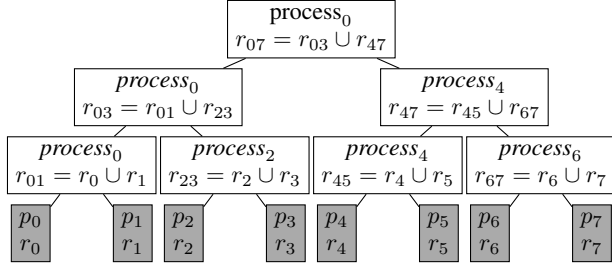 process₀
r₀₇ = r₀₃ ∪ r₄₇
process₀
r₀₃ = r₀₁ ∪ r₂₃
process₄
r₄₇ = r₄₅ ∪ r₆₇
process₀
r₀₁ = r₀ ∪ r₁
process₂
r₂₃ = r₂ ∪ r₃
process₄
r₄₅ = r₄ ∪ r₅
process₆
r₆₇ = r₆ ∪ r₇
p₀
r₀
p₁
r₁
p₂
r₂
p₃
r₃
p₄
r₄
p₅
r₅
p₆
r₆
p₇
r₇